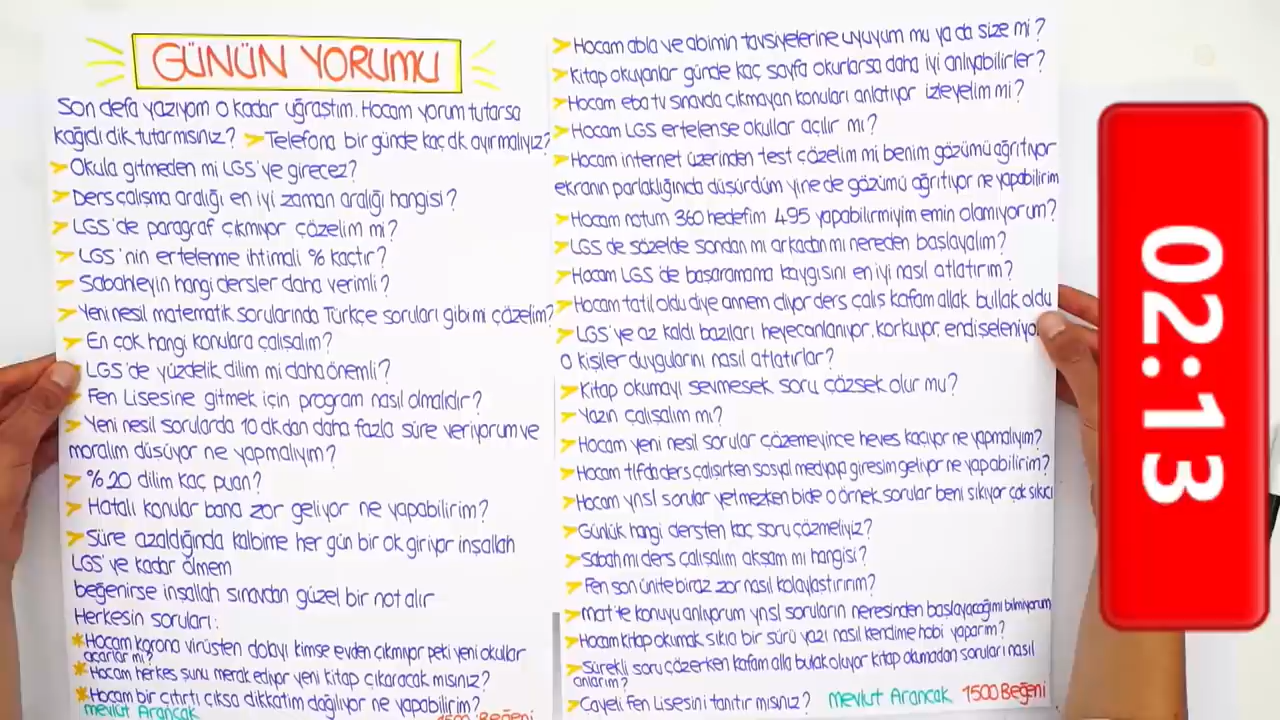 GÜNÜN YORUMU
Son defa yazıyom o kadar uğraştım. Hocam yorum tutarsa
kağıdı dik tutarmısınız? ➤Telefona bir günde kaç dk ayırmalıyız?
➤Okula gitmeden mi LGS'ye girecez?
➤Ders çalışma aralığı en iyi zaman aralığı hangisi?
➤LGS'de paragraf çıkmıyor çözelim mi?
➤LGS'nin ertelenme ihtimali % kaçtır?
➤Sabahleyin hangi dersler daha verimli?
➤Yeni nesil matematik sorularında Türkçe soruları gibi mi çözelim?
➤En çok hangi konulara çalışalım?
➤LGS'de yüzdelik dilim mi daha önemli?
➤Fen Lisesine gitmek için program nasıl olmalıdır?
➤Yeni nesil sorularda 10 dk.dan daha fazla süre veriyorum ve
moralim düşüyor ne yapmalıyım?
➤%20 dilim kaç puan?
➤Hatalı konular bana zor geliyor ne yapabilirim?
➤Süre azaldığında kalbime her gün bir ok giriyor inşallah
LGS'ye kadar ölmem
beğenirse inşallah sınavdan güzel bir not alır
Herkesin soruları:
*Hocam korona virüsten dolayı kimse evden çıkmıyor peki yeni okullar
açarlar mı?
*Hocam herkes şunu merak ediyor yeni kitap çıkaracak mısınız?
*Hocam bir çıtırtı çıksa dikkatim dağılıyor ne yapabilirim?
mevlut Arancak 1500 Beğeni
➤Hocam abla ve abimin tavsiyelerine uyuyum mu ya da size mi?
➤Kitap okuyanlar günde kaç sayfa okurlarsa daha iyi anlıyabilirler?
➤Hocam eba tv sınavda çıkmayan konuları anlatıyor izleyelim mi?
➤Hocam LGS ertelense okullar açılır mı?
➤Hocam internet üzerinden test çözelim mi benim gözümü ağrıtıyor
ekranın parlaklığınıda düşürdüm yine de gözümü ağrıtıyor ne yapabilirim
➤Hocam notum 360 hedefim 495 yapabilirmiyim emin olamıyorum?
➤LGS de sözelde sondan mı arkadan mı nereden başlayalım?
➤Hocam LGS de başaramama kaygısını en iyi nasıl atlatırım?
➤Hocam tatil oldu diye annem diyor ders çalış kafam allak bullak oldu
➤LGS'ye az kaldı bazıları heyecanlanıyor, korkuyor, endişeleniyo
o kişiler duygularını nasıl atlatırlar?
➤Kitap okumayı sevmesek soru çözsek olur mu?
➤Yazın çalışalım mı?
➤Hocam yeni nesil sorular çözemeyince heves kaçıyor ne yapmalıyım?
➤Hocam tlfdn ders çalışırken sosyal medyaya giresim geliyor ne yapabilirim?
➤Hocam ynsl sorular yetmezken bide o örnek sorular beni sıkıyor çok sıkıcı
➤Günlük hangi dersten kaç soru çözmeliyiz?
➤Sabah mı ders çalışalım akşam mı hangisi?
➤Fen son ünite biraz zor nasıl kolaylaştırırım?
➤mat'te konuyu anlıyorum ynsl soruların neresinden başlayacağımı bilmiyorum
➤Hocam kitap okumak sıkıcı bir sürü yazı nasıl kendime hobi yaparım?
➤Sürekli soru çözerken kafam alla bulak oluyor kitap okumadan soruları nasıl
anlarım?
➤Çayeli Fen Lisesini tanıtır mısınız? mevlut Arancak 1500 Beğeni
02:13